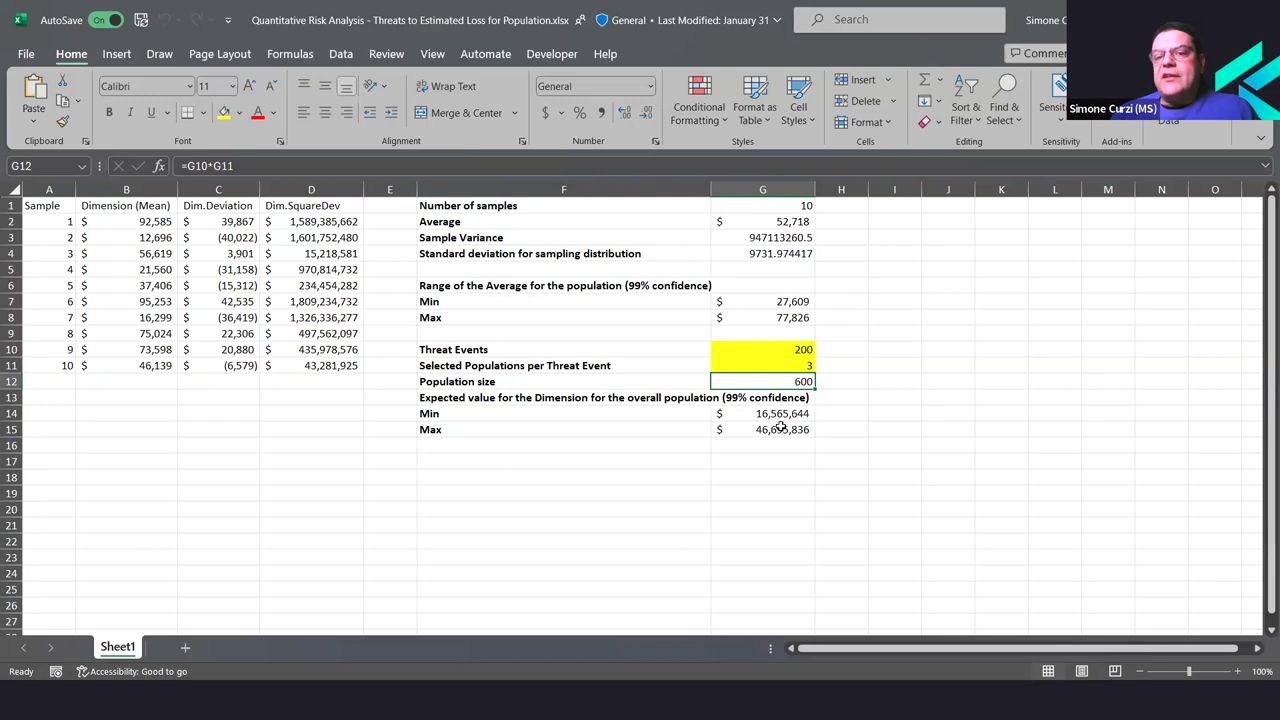 AutoSave On Quantitative Risk Analysis - Threats to Estimated Loss for Population.xlsx General • Last Modified: January 31 Search Simone C
File Home Insert Draw Page Layout Formulas Data Review View Automate Developer Help
Simone Curzi (MS)
Paste Calibri 11 Wrap Text General Conditional Formatting Format as Table Cell Styles Insert Sort & Filter Find &
B I U Merge & Center $ % Delete Select
Format
Clipboard Font Alignment Number Styles Cells Editing Sensitivity Add-ins
G12 fx =G10*G11
A B C D E F G H I J K L M N O
1 Sample Dimension (Mean) Dim.Deviation Dim.SquareDev Number of samples 10
2 1 $ 92,585 $ 39,867 1,589,385,662 Average $ 52,718
3 2 $ 12,696 $ (40,022) 1,601,752,480 Sample Variance 947113260.5
4 3 $ 56,619 $ 3,901 15,218,581 Standard deviation for sampling distribution 9731.974417
5 4 $ 21,560 $ (31,158) 970,814,732
6 5 $ 37,406 $ (15,312) 234,454,282 Range of the Average for the population (99% confidence)
7 6 $ 95,253 $ 42,535 1,809,234,732 Min $ 27,609
8 7 $ 16,299 $ (36,419) 1,326,336,277 Max $ 77,826
9 8 $ 75,024 $ 22,306 497,562,097
10 9 $ 73,598 $ 20,880 435,978,576 Threat Events 200
11 10 $ 46,139 $ (6,579) 43,281,925 Selected Populations per Threat Event 3
12 Population size 600
13 Expected value for the Dimension for the overall population (99% confidence)
14 Min $ 16,565,644
15 Max $
16
17
18
19
20
21
22
23
24
25
26
27
Sheet1
Ready Accessibility: Good to go 100%